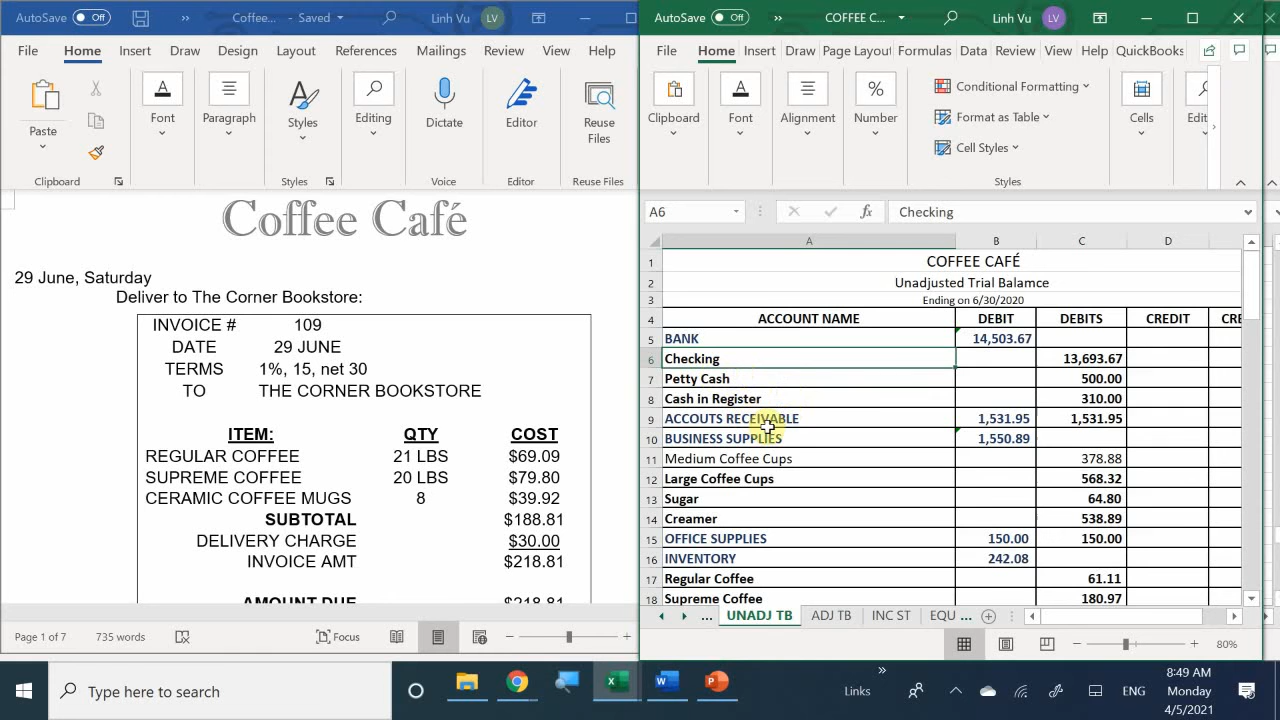 AutoSave Off Coffee... - Saved Linh Vu LV
File Home Insert Draw Design Layout References Mailings Review View Help
Paste Font Paragraph Styles Editing Dictate Editor Reuse Files
Clipboard Styles Voice Editor Reuse Files
Coffee Café
29 June, Saturday
Deliver to The Corner Bookstore:
INVOICE # 109
DATE 29 JUNE
TERMS 1%, 15, net 30
TO THE CORNER BOOKSTORE
ITEM: QTY COST
REGULAR COFFEE 21 LBS $69.09
SUPREME COFFEE 20 LBS $79.80
CERAMIC COFFEE MUGS 8 $39.92
SUBTOTAL $188.81
DELIVERY CHARGE $30.00
INVOICE AMT $218.81
AMOUNT DUE $218.81
Page 1 of 7 735 words Focus
AutoSave Off COFFEE C... Linh Vu LV
File Home Insert Draw Page Layout Formulas Data Review View Help QuickBooks
Clipboard Font Alignment Number Conditional Formatting Format as Table Cell Styles Cells Edit
Styles
A6 fx Checking
A B C D
1 COFFEE CAFÉ
2 Unadjusted Trial Balamce
3 Ending on 6/30/2020
4 ACCOUNT NAME DEBIT DEBITS CREDIT CRE
5 BANK 14,503.67
6 Checking 13,693.67
7 Petty Cash 500.00
8 Cash in Register 310.00
9 ACCOUTS RECEIVABLE 1,531.95 1,531.95
10 BUSINESS SUPPLIES 1,550.89
11 Medium Coffee Cups 378.88
12 Large Coffee Cups 568.32
13 Sugar 64.80
14 Creamer 538.89
15 OFFICE SUPPLIES 150.00 150.00
16 INVENTORY 242.08
17 Regular Coffee 61.11
18 Supreme Coffee 180.97
... UNADJ TB ADJ TB INC ST EQU ...
80%
Type here to search Links ENG 8:49 AM
Monday
4/5/2021